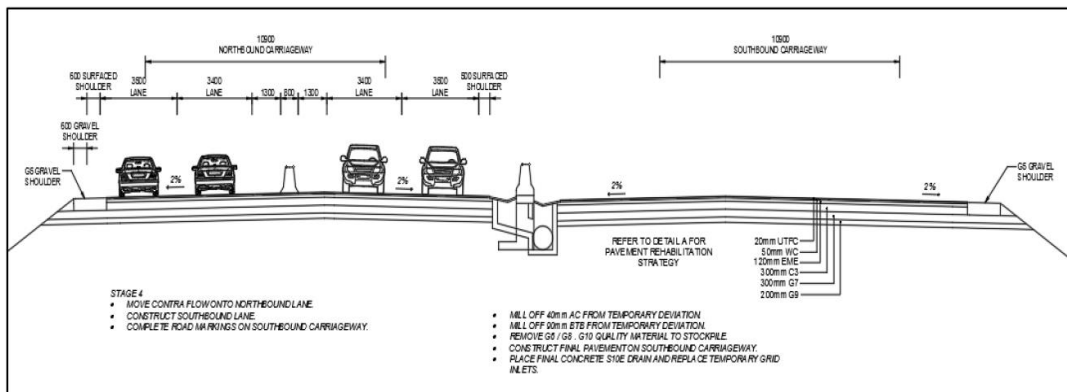 10900
NORTHBOUND CARRIAGEWAY
10900
SOUTHBOUND CARRIAGEWAY
600 SURFACED
SHOULDER
3600
LANE
3400
LANE
1300
800
1300
3400
LANE
3600
LANE
500 SURFACED
SHOULDER
600 GRAVEL
SHOULDER
G5 GRAVEL
SHOULDER
2%
2%
2%
2%
G5 GRAVEL
SHOULDER
REFER TO DETAIL A FOR
PAVEMENT REHABILITATION
STRATEGY
20mm UTFC
50mm WC
120mm EME
300mm C3
300mm G7
200mm G9
STAGE 4
• MOVE CONTRA FLOW ONTO NORTHBOUND LANE.
• CONSTRUCT SOUTHBOUND LANE.
• COMPLETE ROAD MARKINGS ON SOUTHBOUND CARRIAGEWAY.
• MILL OFF 40mm AC FROM TEMPORARY DEVIATION.
• MILL OFF 90mm BTB FROM TEMPORARY DEVIATION.
• REMOVE G5 / G8 . G10 QUALITY MATERIAL TO STOCKPILE.
• CONSTRUCT FINAL PAVEMENT ON SOUTHBOUND CARRIAGEWAY.
• PLACE FINAL CONCRETE S10E DRAIN AND REPLACE TEMPORARY GRID
INLETS.